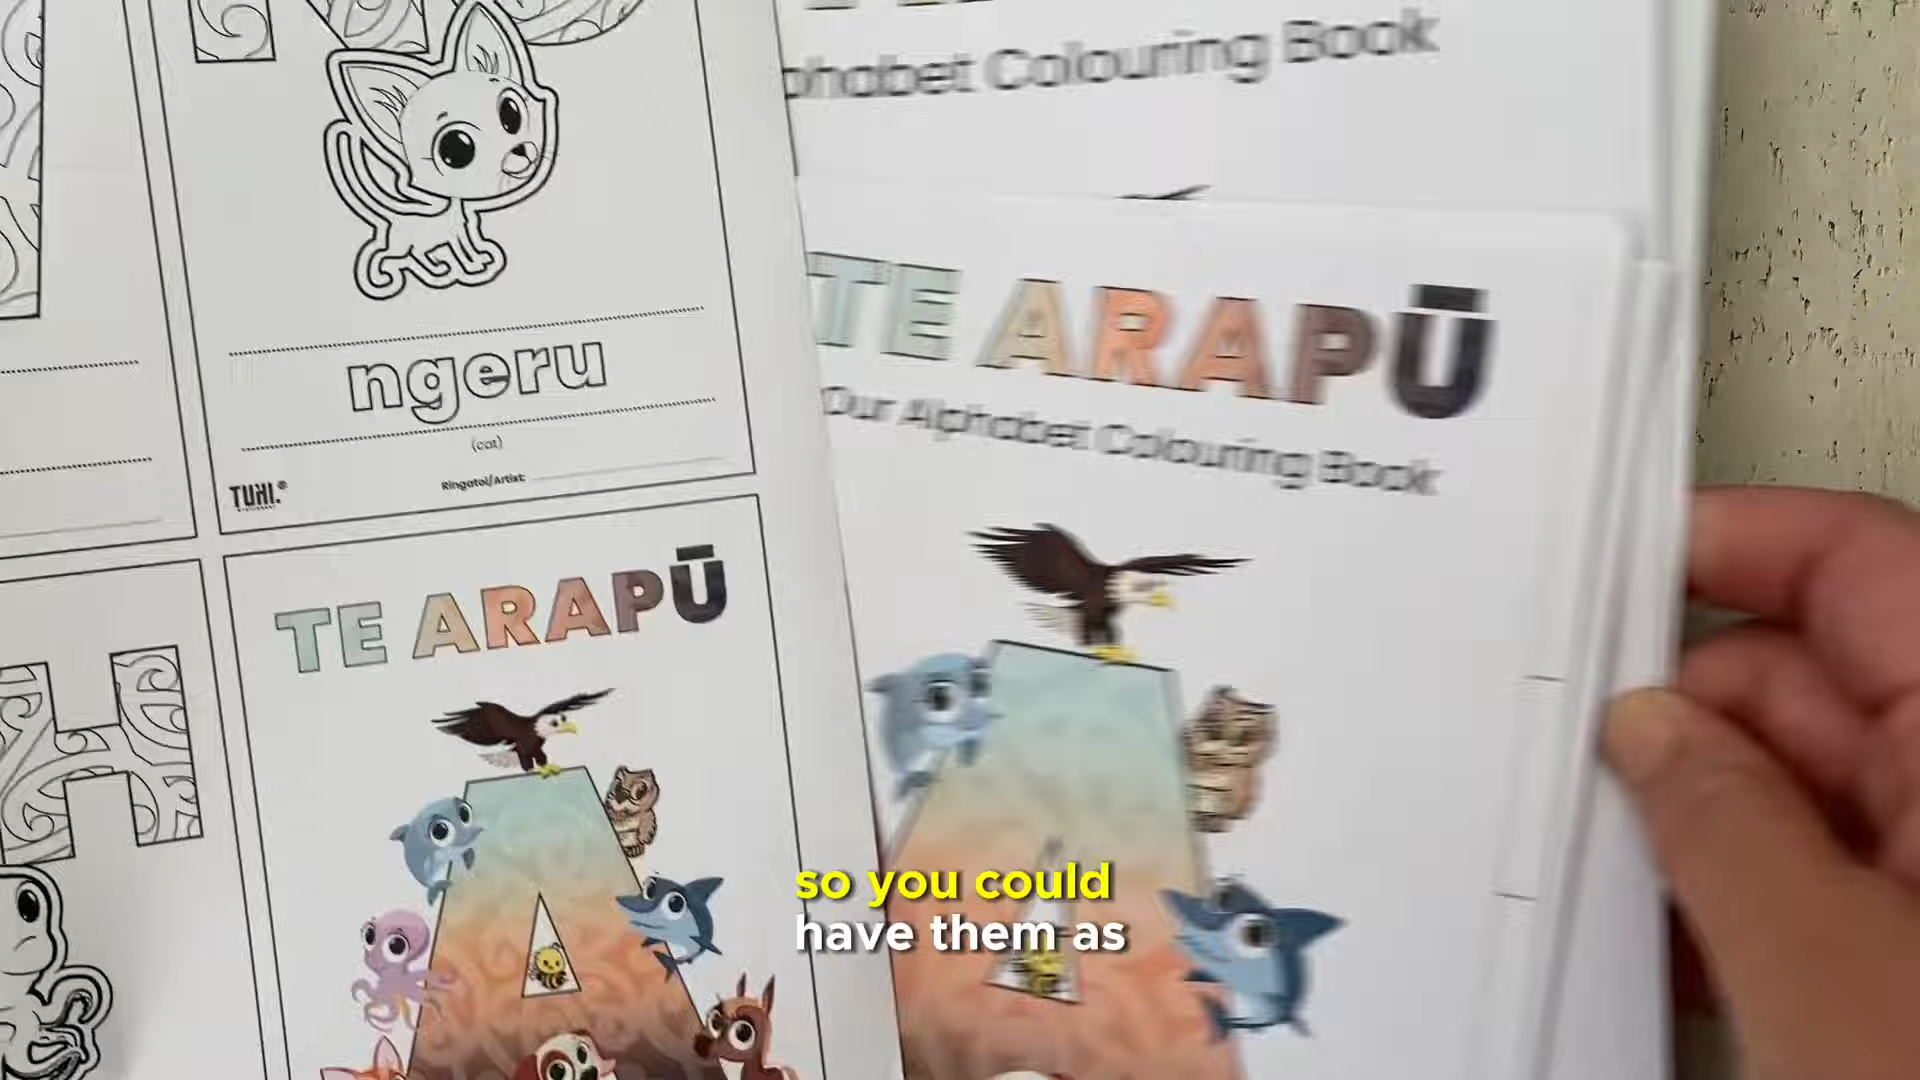 ngeru
(cat)
Ringatoi/Artist:
TUHI.®
TE ARAPŪ
H
Alphabet Colouring Book
TE ARAPŪ
Our Alphabet Colouring Book
so you could
have them as